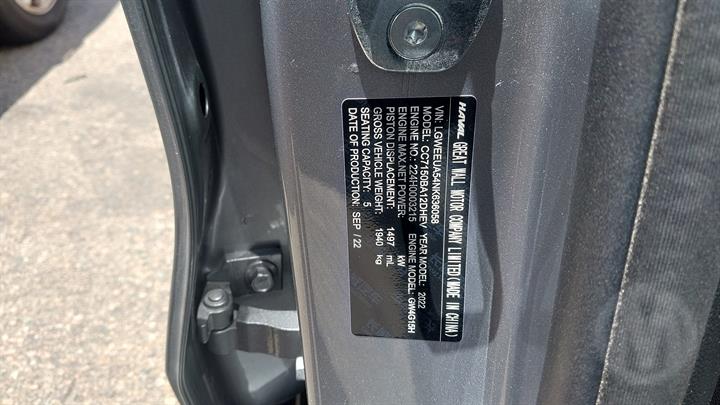 HAVAL GREAT WALL MOTOR COMPANY LIMITED(MADE IN CHINA)
VIN: LGWEEUA54NK636058
MODEL: CC7150BA12DHEV YEAR MODEL: 2022
ENGINE NO.: 224H0003215 ENGINE MODEL: GW4G15H
ENGINE MAX.NET POWER: kW
PISTON DISPLACEMENT: 1497 mL
GROSS VEHICLE WEIGHT: 1940 kg
SEATING CAPACITY: 5
DATE OF PRODUCTION: SEP / 22